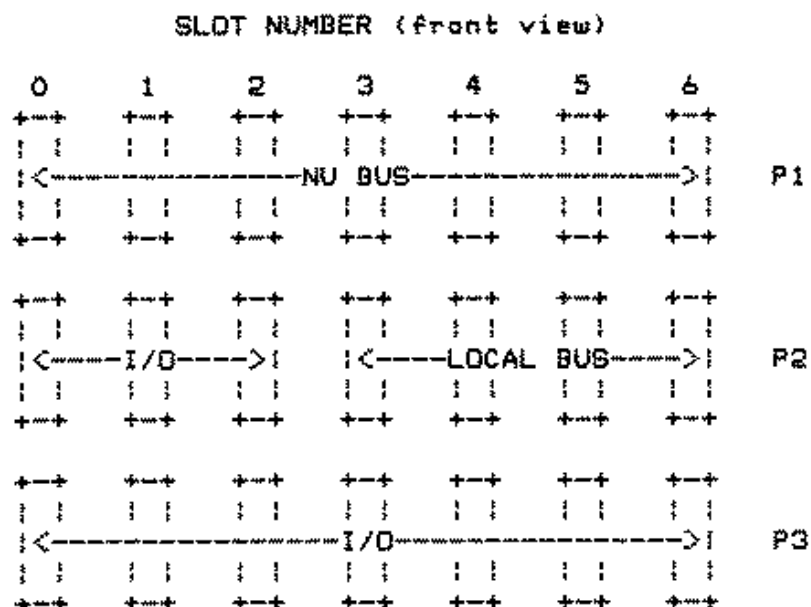 SLOT NUMBER (front view)
0 1 2 3 4 5 6
NU BUS P1
I/O LOCAL BUS P2
I/O P3